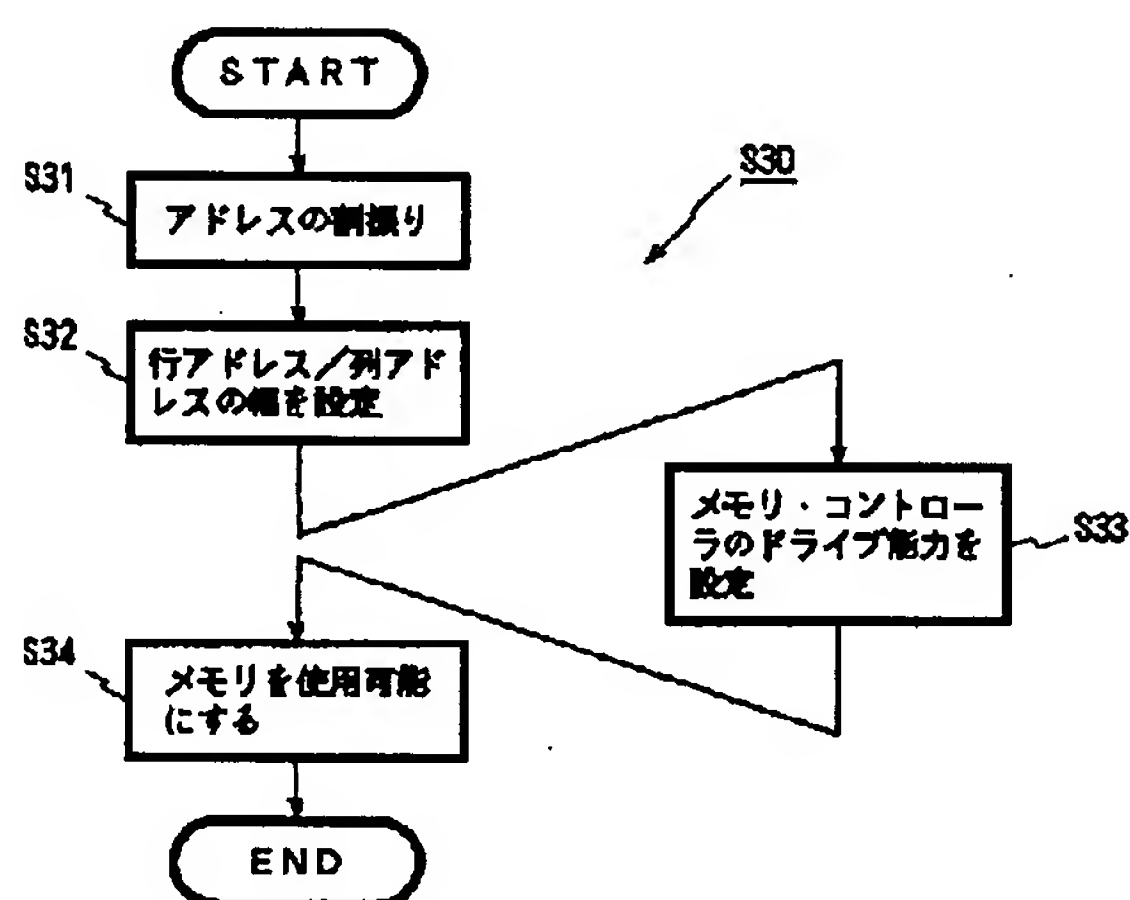 START
S30
S31
アドレスの割振り
S32
行アドレス／列アド
レスの幅を設定
メモリ・コントロー
ラのドライブ能力を
設定
S33
S34
メモリを使用可能
にする
END